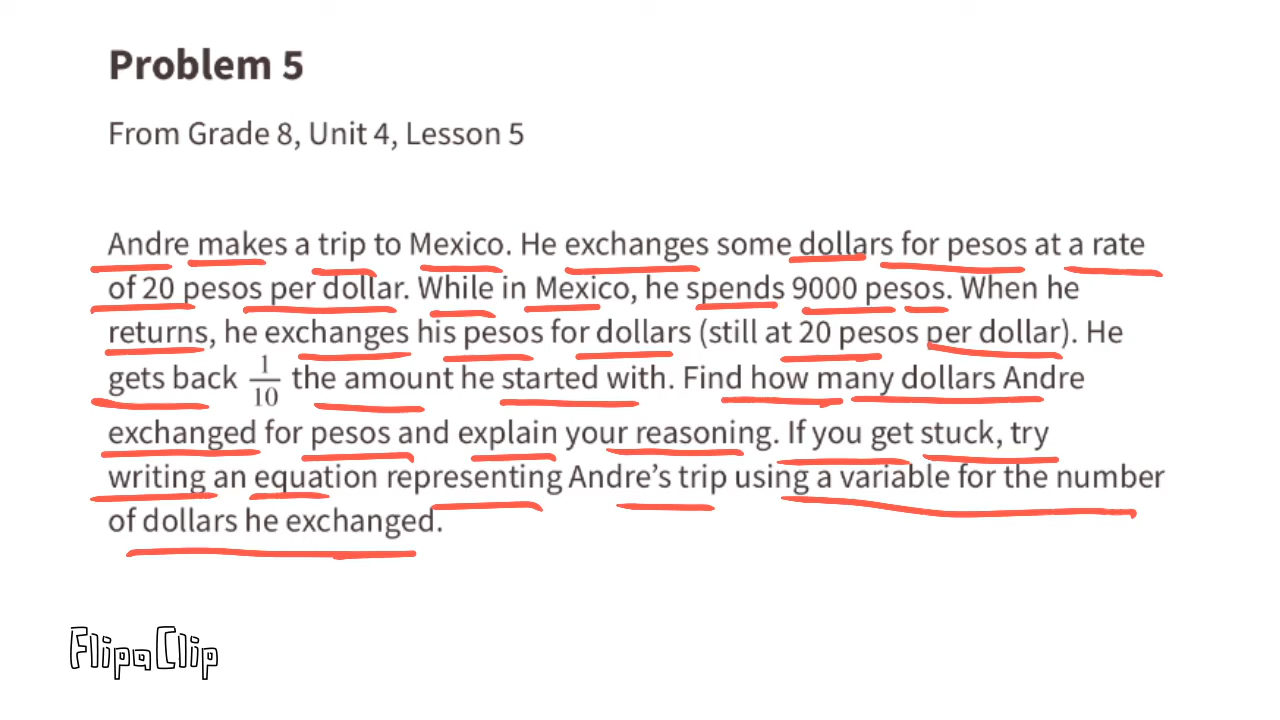 Problem 5
From Grade 8, Unit 4, Lesson 5
Andre makes a trip to Mexico. He exchanges some dollars for pesos at a rate
of 20 pesos per dollar. While in Mexico, he spends 9000 pesos. When he
returns, he exchanges his pesos for dollars (still at 20 pesos per dollar). He
gets back 1/10 the amount he started with. Find how many dollars Andre
exchanged for pesos and explain your reasoning. If you get stuck, try
writing an equation representing Andre’s trip using a variable for the number
of dollars he exchanged.
FlipaClip